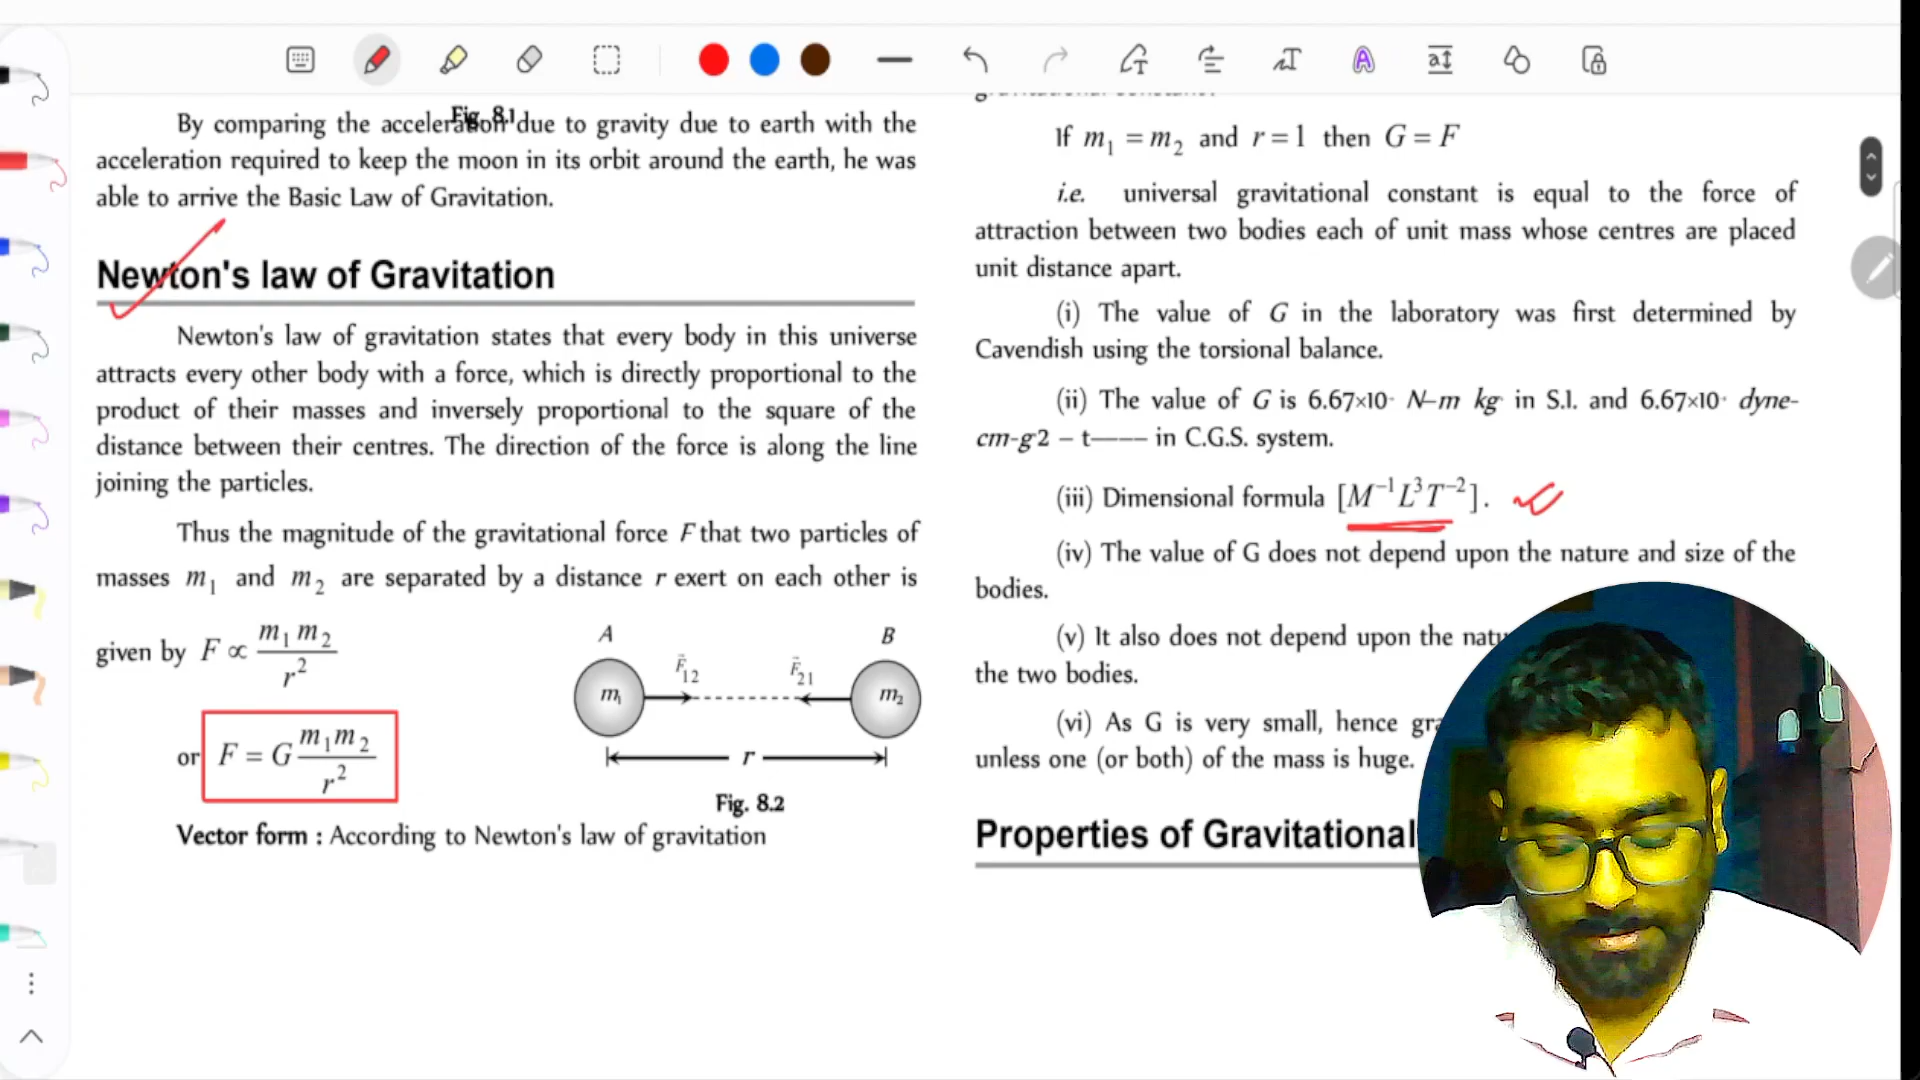 Fig. 8.1
By comparing the acceleration due to gravity due to earth with the
acceleration required to keep the moon in its orbit around the earth, he was
able to arrive the Basic Law of Gravitation.
Newton's law of Gravitation
Newton's law of gravitation states that every body in this universe
attracts every other body with a force, which is directly proportional to the
product of their masses and inversely proportional to the square of the
distance between their centres. The direction of the force is along the line
joining the particles.
Thus the magnitude of the gravitational force F that two particles of
masses m₁ and m₂ are separated by a distance r exert on each other is
given by F ∝ m₁m₂/r²
or F = G m₁m₂/r²
A B
F⃗₁₂ F⃗₂₁
m₁ m₂
r
Fig. 8.2
Vector form : According to Newton's law of gravitation
If m₁ = m₂ and r = 1 then G = F
i.e. universal gravitational constant is equal to the force of
attraction between two bodies each of unit mass whose centres are placed
unit distance apart.
(i) The value of G in the laboratory was first determined by
Cavendish using the torsional balance.
(ii) The value of G is 6.67×10 N-m kg in S.I. and 6.67×10 dyne-
cm-g2 – t—— in C.G.S. system.
(iii) Dimensional formula [M⁻¹L³T⁻²].
(iv) The value of G does not depend upon the nature and size of the
bodies.
(v) It also does not depend upon the
the two bodies.
(vi) As G is very small, hence
unless one (or both) of the mass is huge.
Properties of Gravitational